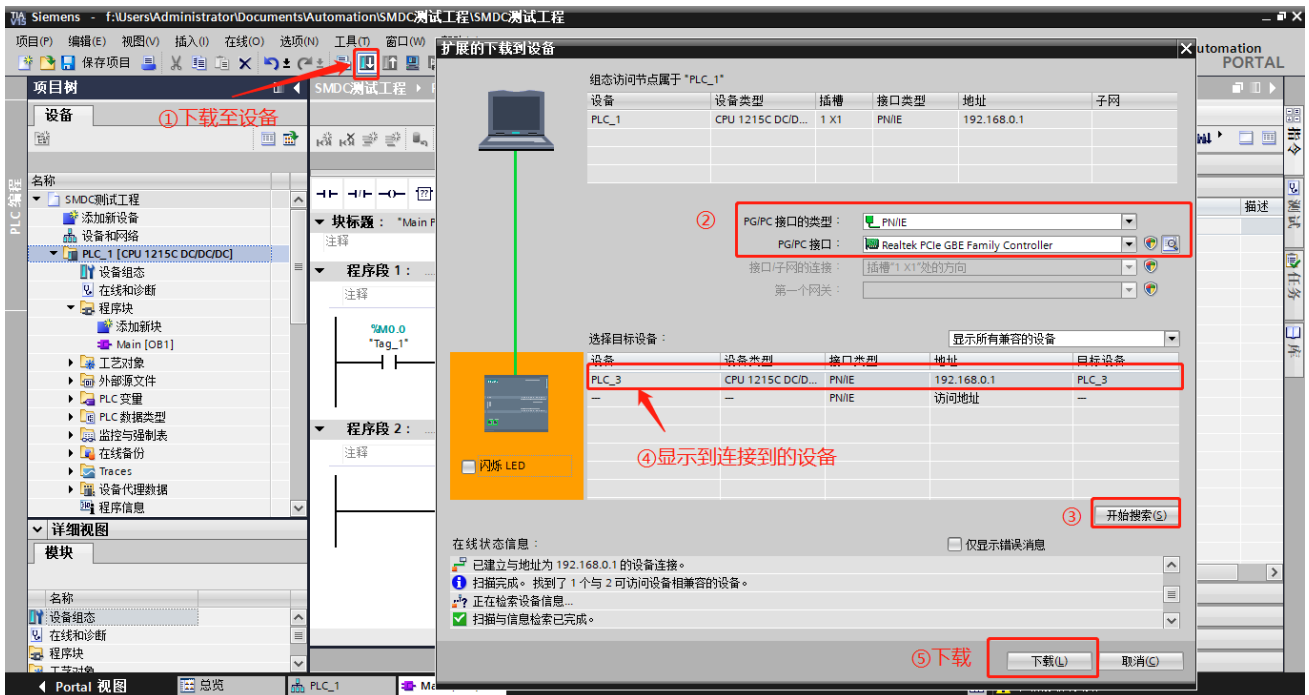 Siemens - f:\Users\Administrator\Documents\Automation\SMDC测试工程\SMDC测试工程
项目(P) 编辑(E) 视图(V) 插入(I) 在线(O) 选项(N) 工具(T) 窗口(W)
utomation
PORTAL
保存项目
①下载至设备
项目树
SMDC测试工程
设备
PLC 编程
名称
SMDC测试工程
添加新设备
设备和网络
PLC_1 [CPU 1215C DC/DC/DC]
设备组态
在线和诊断
程序块
添加新块
Main [OB1]
工艺对象
外部源文件
PLC 变量
PLC 数据类型
监控与强制表
在线备份
Traces
设备代理数据
程序信息
详细视图
模块
名称
设备组态
在线和诊断
程序块
工艺对象
块标题: "Main P
注释
程序段 1:
注释
%M0.0
"Tag_1"
程序段 2:
注释
扩展的下载到设备
组态访问节点属于 "PLC_1"
设备 设备类型 插槽 接口类型 地址 子网
PLC_1 CPU 1215C DC/D... 1 X1 PN/IE 192.168.0.1
②
PG/PC 接口的类型: PN/IE
PG/PC 接口: Realtek PCIe GBE Family Controller
接口/子网的连接: 插槽"1 X1"处的方向
第一个网关:
选择目标设备: 显示所有兼容的设备
设备 设备类型 接口类型 地址 目标设备
PLC_3 CPU 1215C DC/D... PN/IE 192.168.0.1 PLC_3
— — PN/IE 访问地址 —
④显示到连接到的设备
闪烁 LED
③ 开始搜索(S)
在线状态信息: 仅显示错误消息
已建立与地址为 192.168.0.1 的设备连接。
扫描完成。找到了 1 个与 2 可访问设备相兼容的设备。
正在检索设备信息...
扫描与信息检索已完成。
⑤下载
下载(L) 取消(C)
描述
指令
测试
任务
库
Portal 视图 总览 PLC_1